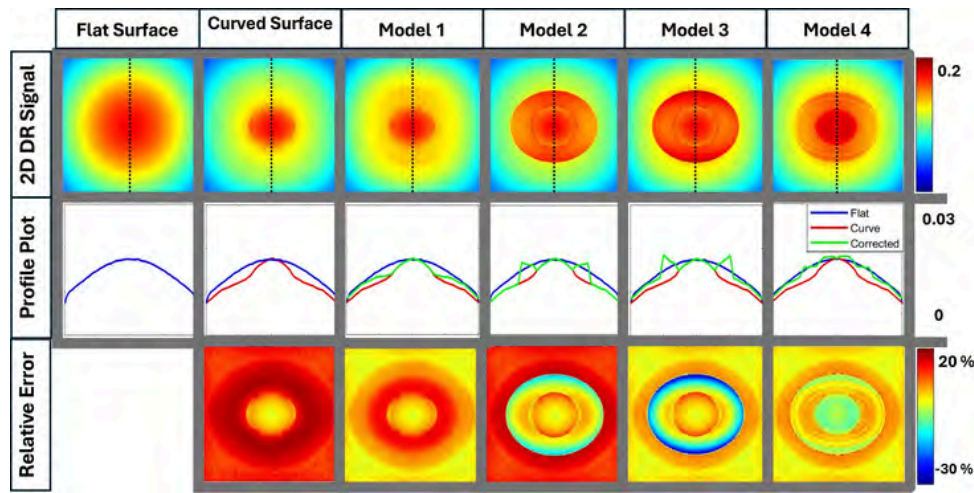 Flat Surface
Curved Surface
Model 1
Model 2
Model 3
Model 4
2D DR Signal
0.2
Profile Plot
Flat
Curve
Corrected
0.03
0
Relative Error
20 %
-30 %